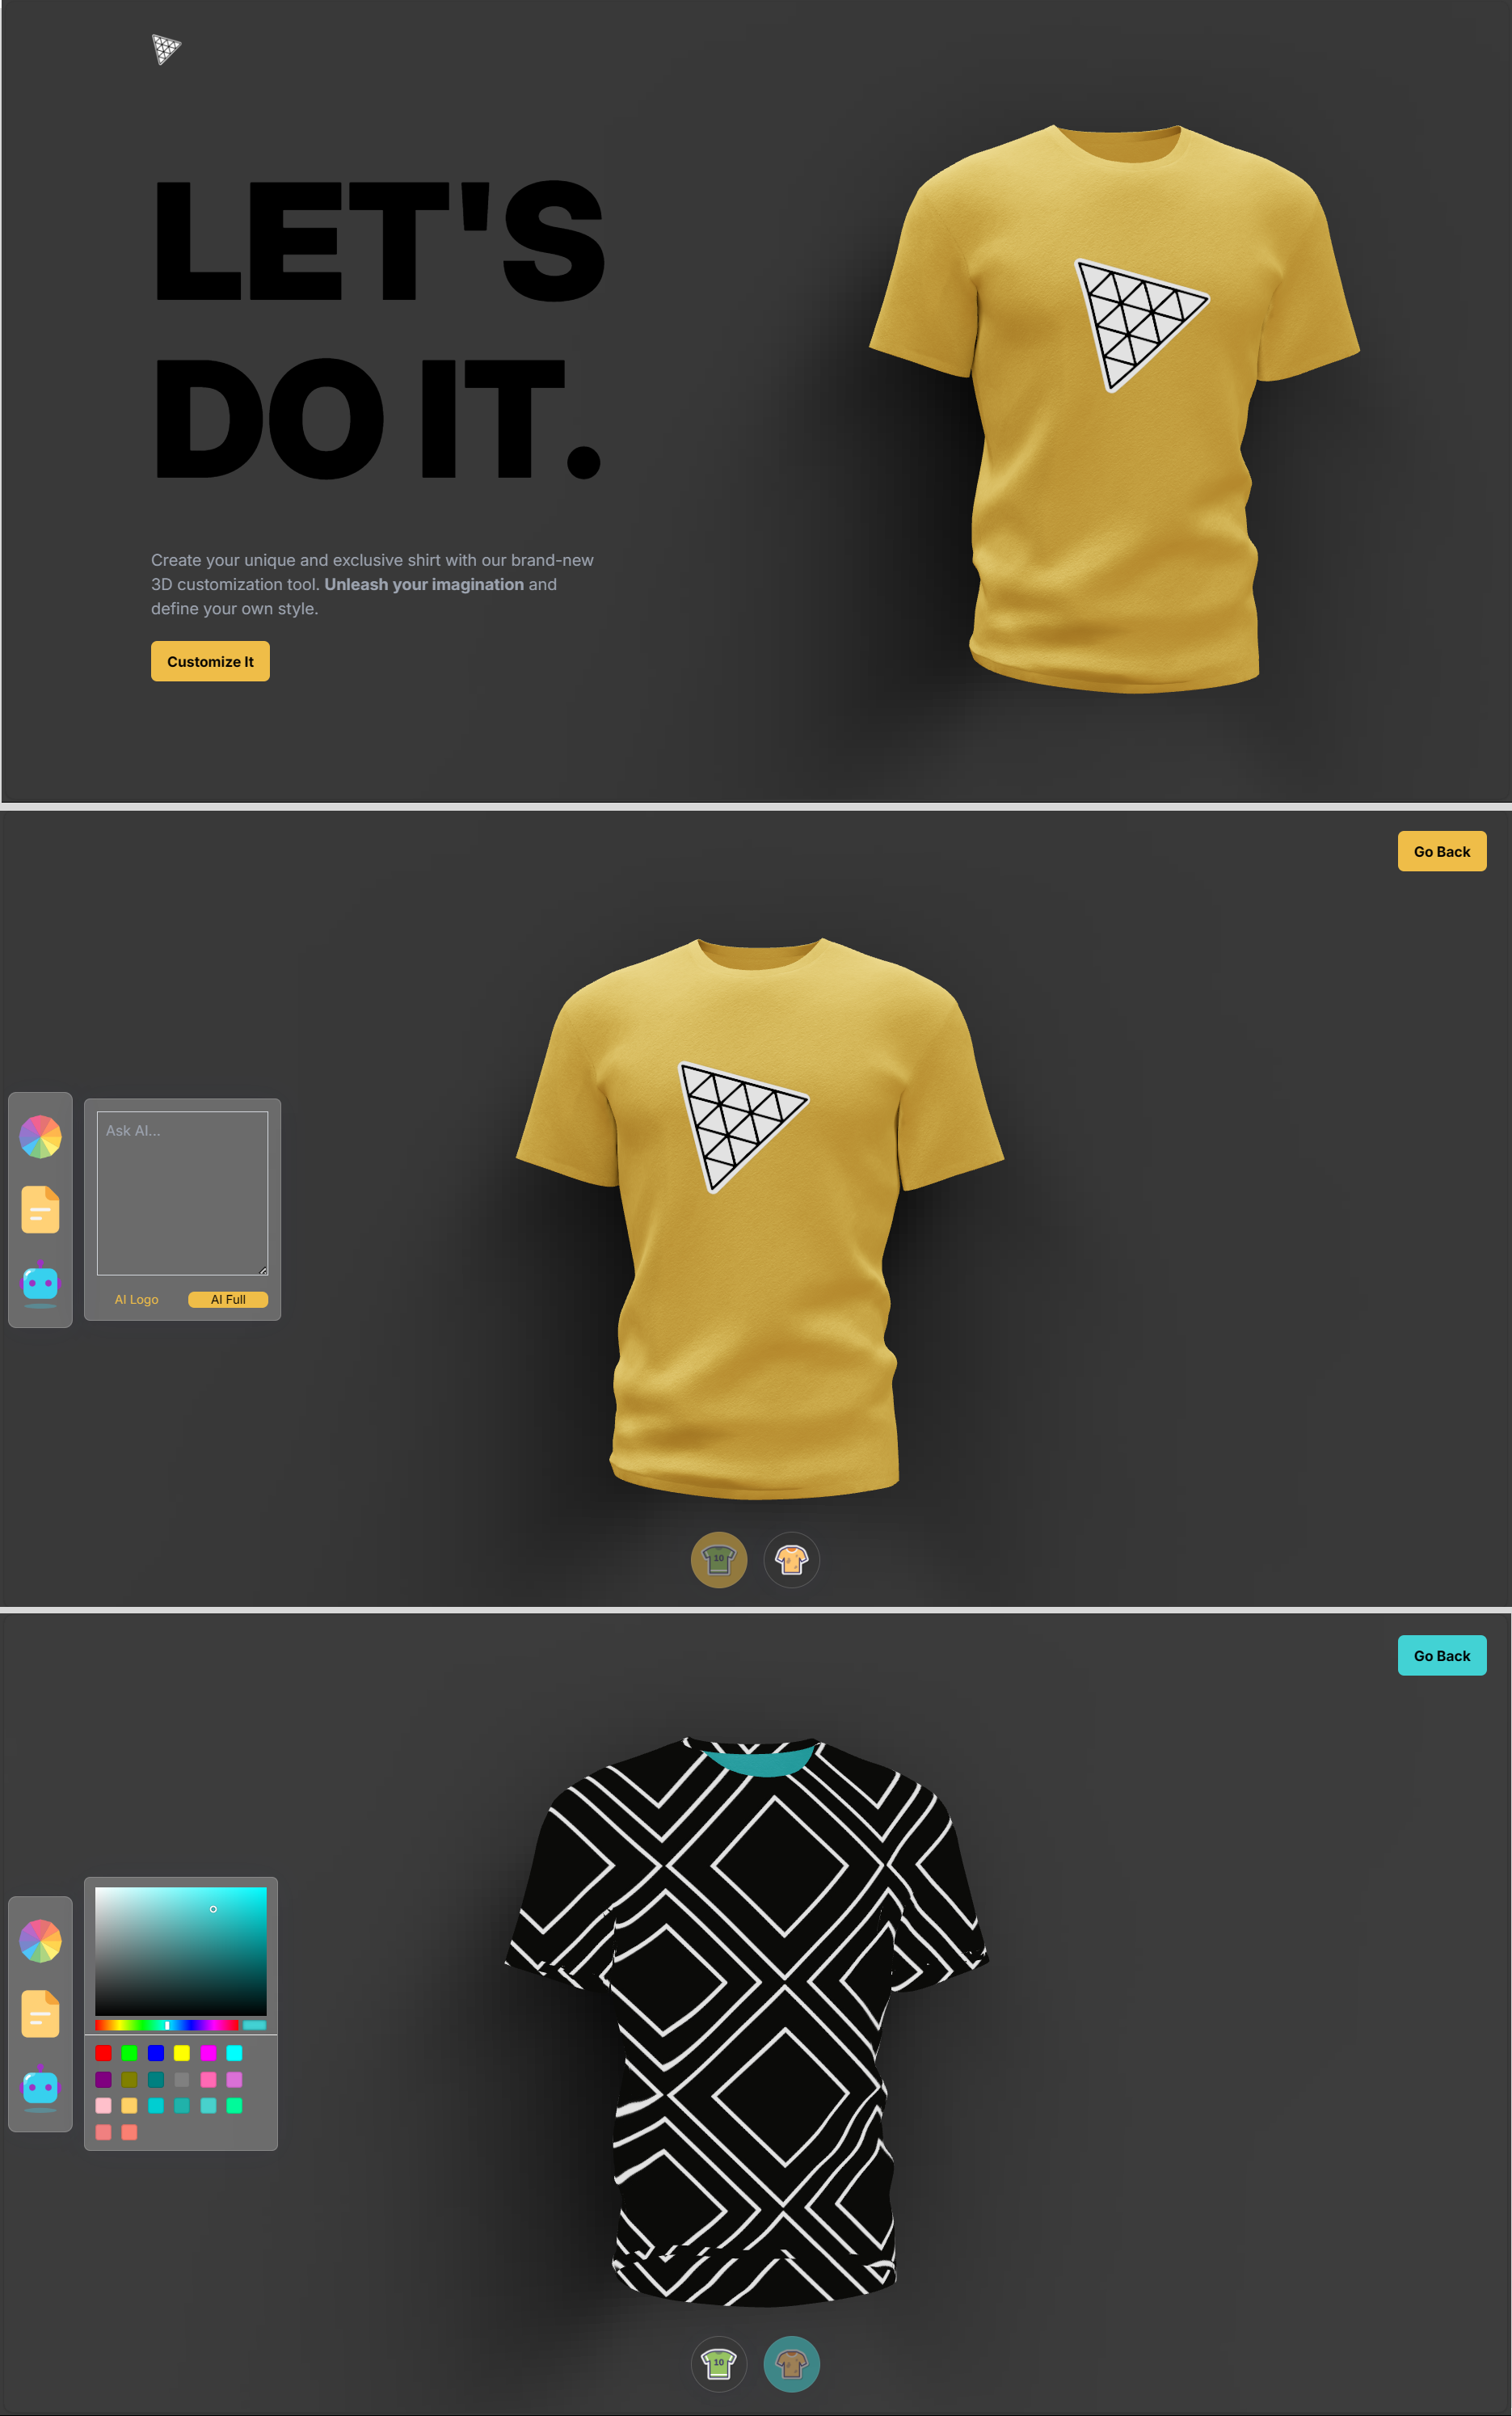 LET'S
DO IT.
Create your unique and exclusive shirt with our brand-new
3D customization tool. Unleash your imagination and
define your own style.
Customize It
Go Back
Ask AI...
AI Logo
AI Full
10
Go Back
10